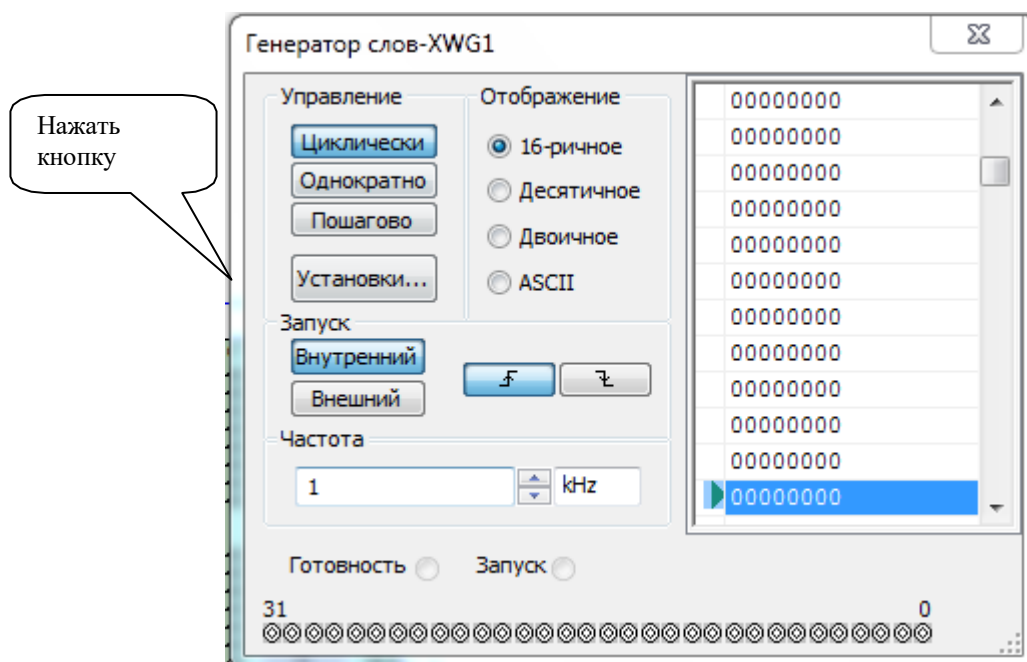 Генератор слов-XWG1
Нажать
кнопку
Управление
Циклически
Однократно
Пошагово
Установки...
Отображение
16-ричное
Десятичное
Двоичное
ASCII
Запуск
Внутренний
Внешний
Частота
1
kHz
00000000
00000000
00000000
00000000
00000000
00000000
00000000
00000000
00000000
00000000
00000000
00000000
Готовность
Запуск
31
0